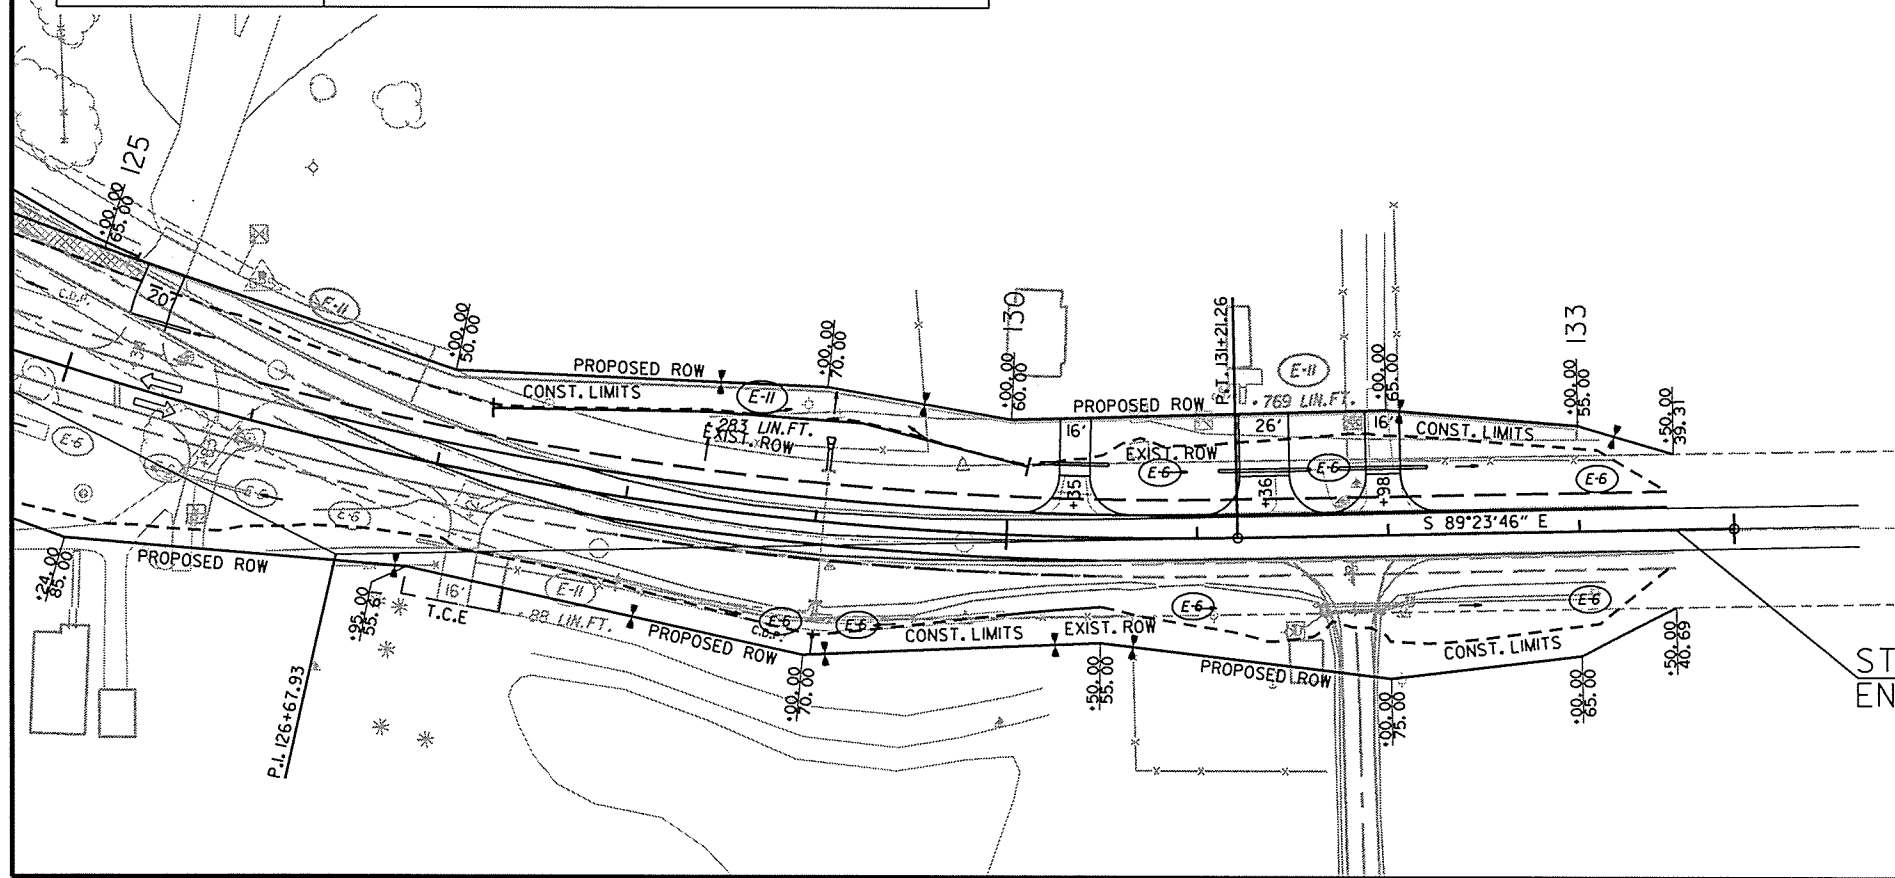 125
+00.00
65.00
20'
C.D.P.
E-11
+00.00
50.00
PROPOSED ROW
CONST. LIMITS
E-11
+00.00
70.00
283 LIN.FT.
EXIST. ROW
130
+00.00
60.00
PROPOSED ROW
P.T. 131+21.26
E-11
769 LIN.FT.
+00.00
65.00
133
+00.00
55.00
+50.00
39.31
16'
26'
16'
CONST. LIMITS
EXIST. ROW
E-6
E-6
E-6
+35
+36
+98
S 89°23'46" E
E-6
E-6
E-6
E-6
+24.00
85.00
PROPOSED ROW
P.I. 126+67.93
+95.00
55.61
16'
T.C.E
E-11
88 LIN.FT.
PROPOSED ROW
E-6
C.D.P.
E-6
CONST. LIMITS
EXIST. ROW
E-6
E-6
+00.00
70.00
+50.00
55.00
PROPOSED ROW
CONST. LIMITS
+00.00
75.00
+00.00
65.00
+50.00
40.69
ST
EN